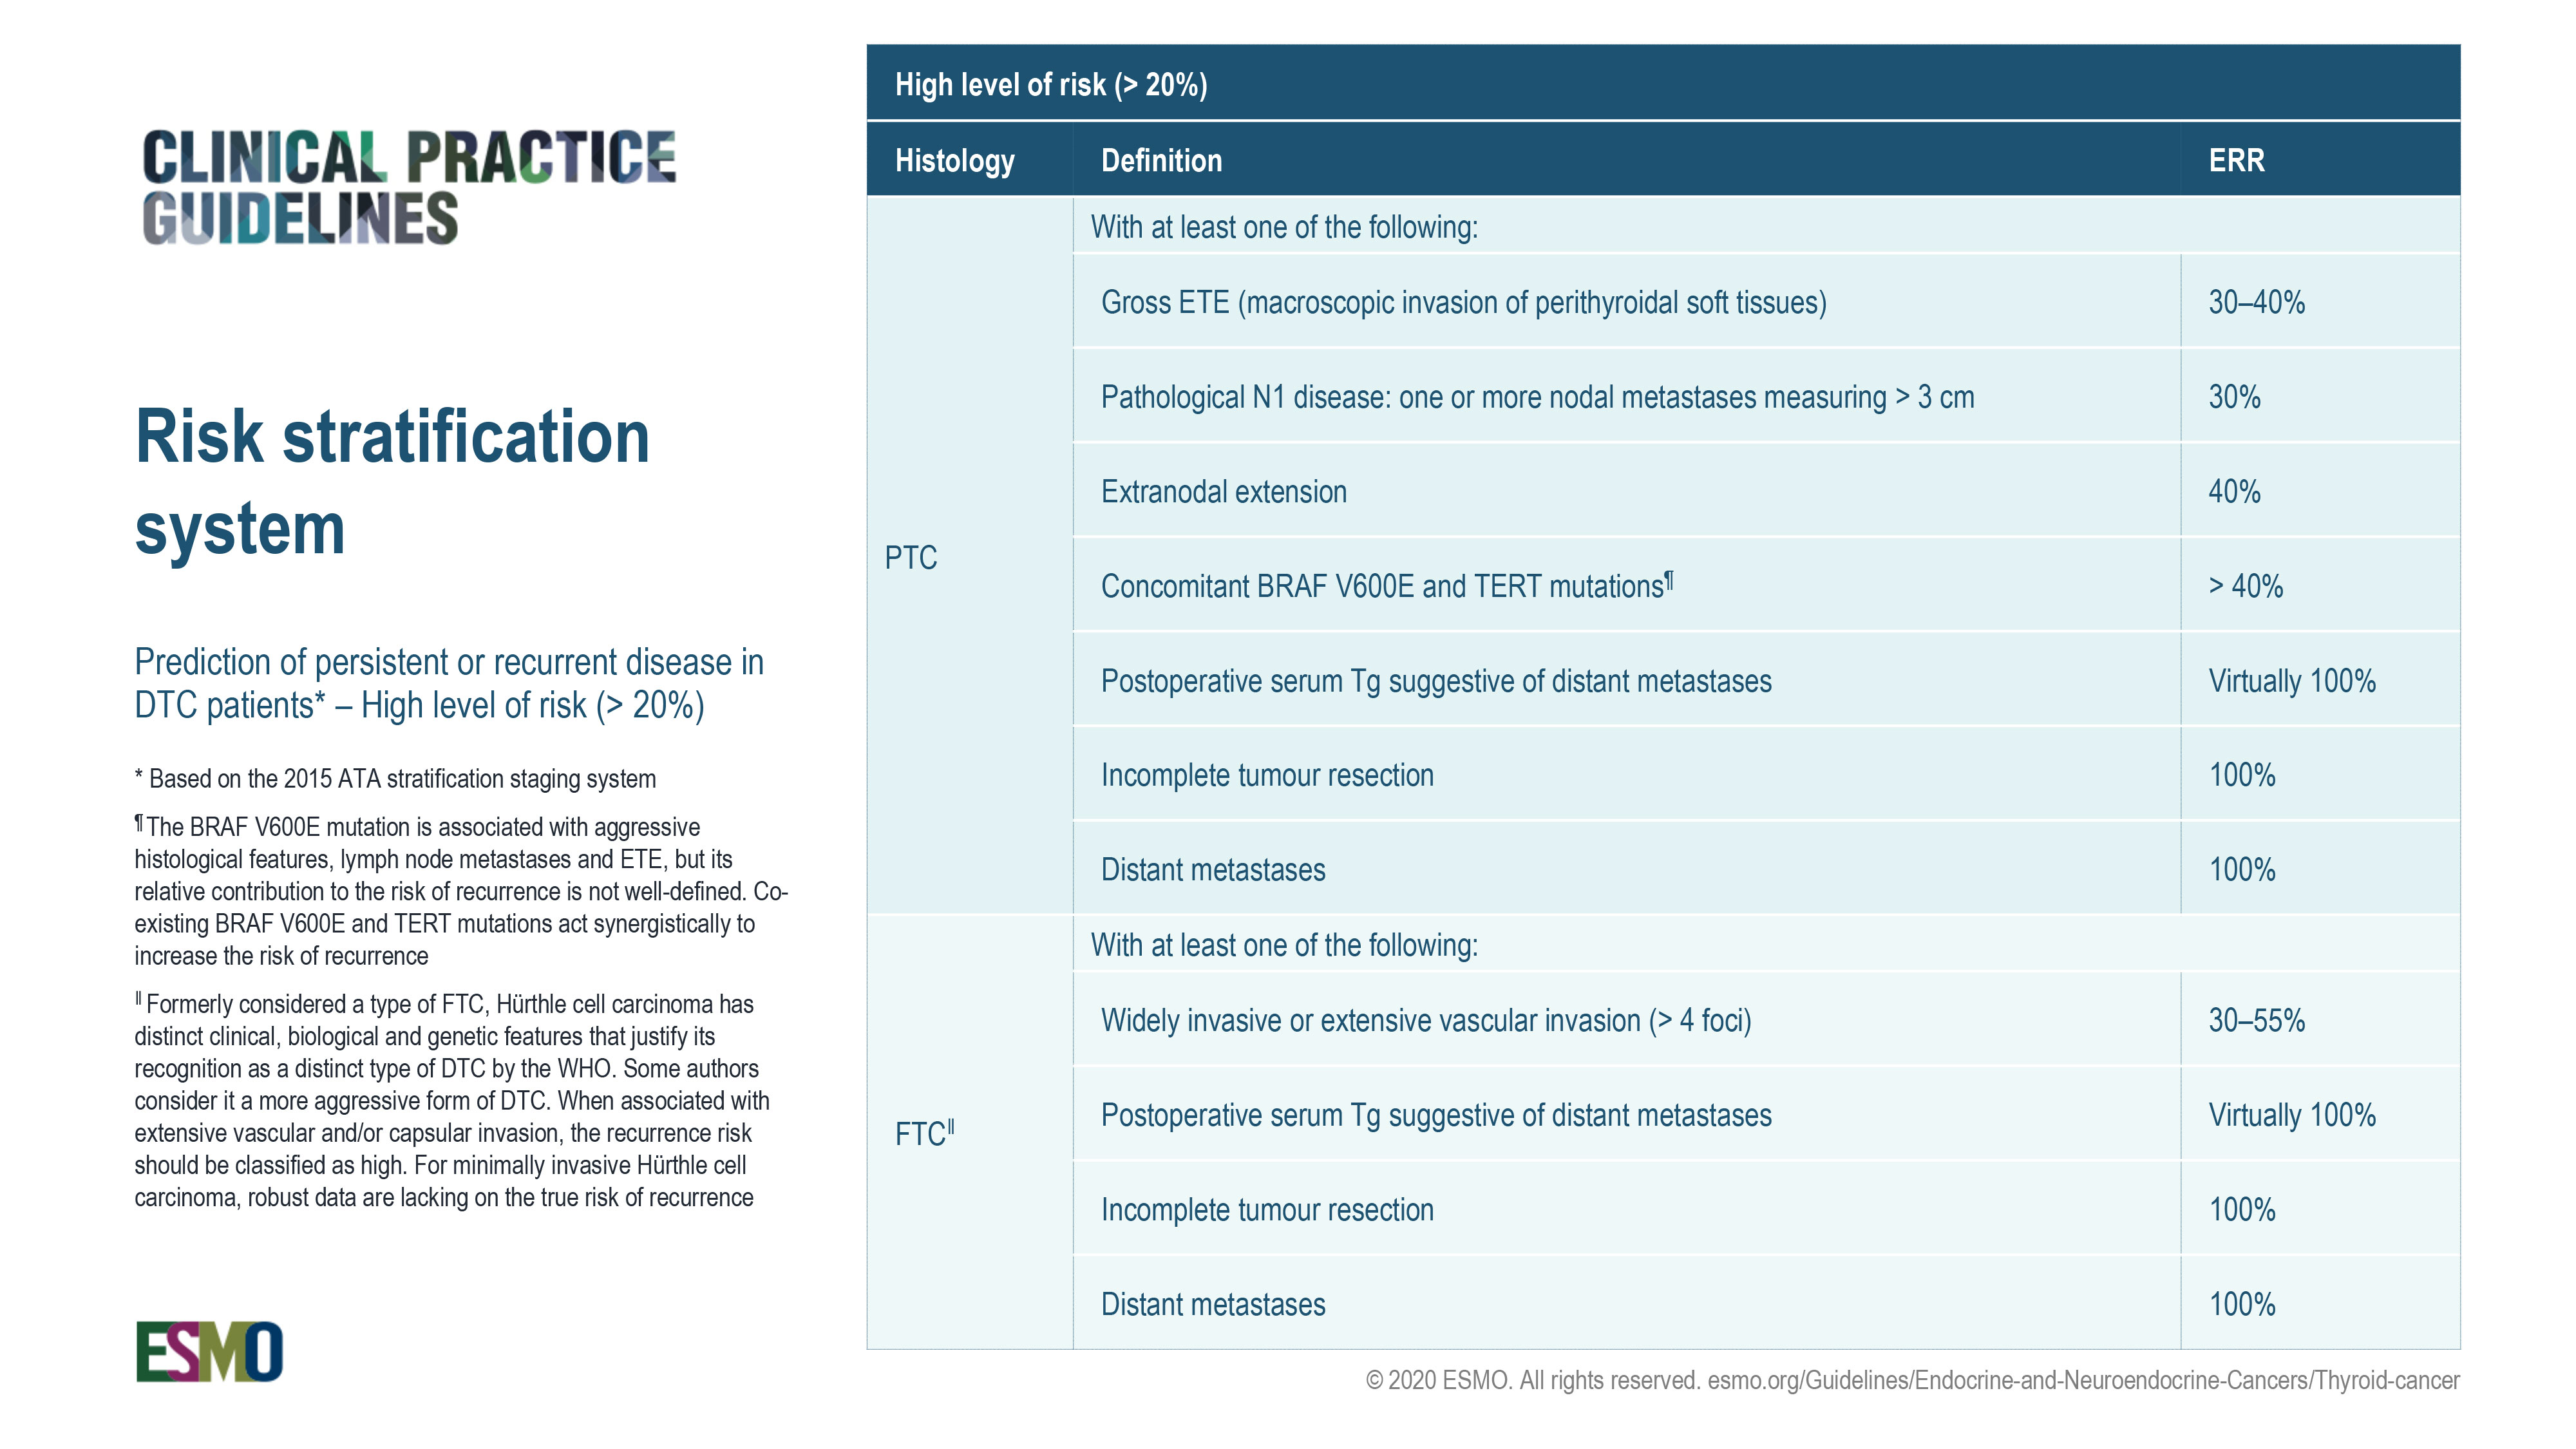 CLINICAL PRACTICE
GUIDELINES
Risk stratification
system
Prediction of persistent or recurrent disease in
DTC patients* – High level of risk (> 20%)
* Based on the 2015 ATA stratification staging system
¶ The BRAF V600E mutation is associated with aggressive
histological features, lymph node metastases and ETE, but its
relative contribution to the risk of recurrence is not well-defined. Co-
existing BRAF V600E and TERT mutations act synergistically to
increase the risk of recurrence
‖ Formerly considered a type of FTC, Hürthle cell carcinoma has
distinct clinical, biological and genetic features that justify its
recognition as a distinct type of DTC by the WHO. Some authors
consider it a more aggressive form of DTC. When associated with
extensive vascular and/or capsular invasion, the recurrence risk
should be classified as high. For minimally invasive Hürthle cell
carcinoma, robust data are lacking on the true risk of recurrence
ESMO
High level of risk (> 20%)
Histology Definition ERR
PTC
With at least one of the following:
Gross ETE (macroscopic invasion of perithyroidal soft tissues) 30–40%
Pathological N1 disease: one or more nodal metastases measuring > 3 cm 30%
Extranodal extension 40%
Concomitant BRAF V600E and TERT mutations¶ > 40%
Postoperative serum Tg suggestive of distant metastases Virtually 100%
Incomplete tumour resection 100%
Distant metastases 100%
FTC‖
With at least one of the following:
Widely invasive or extensive vascular invasion (> 4 foci) 30–55%
Postoperative serum Tg suggestive of distant metastases Virtually 100%
Incomplete tumour resection 100%
Distant metastases 100%
© 2020 ESMO. All rights reserved. esmo.org/Guidelines/Endocrine-and-Neuroendocrine-Cancers/Thyroid-cancer